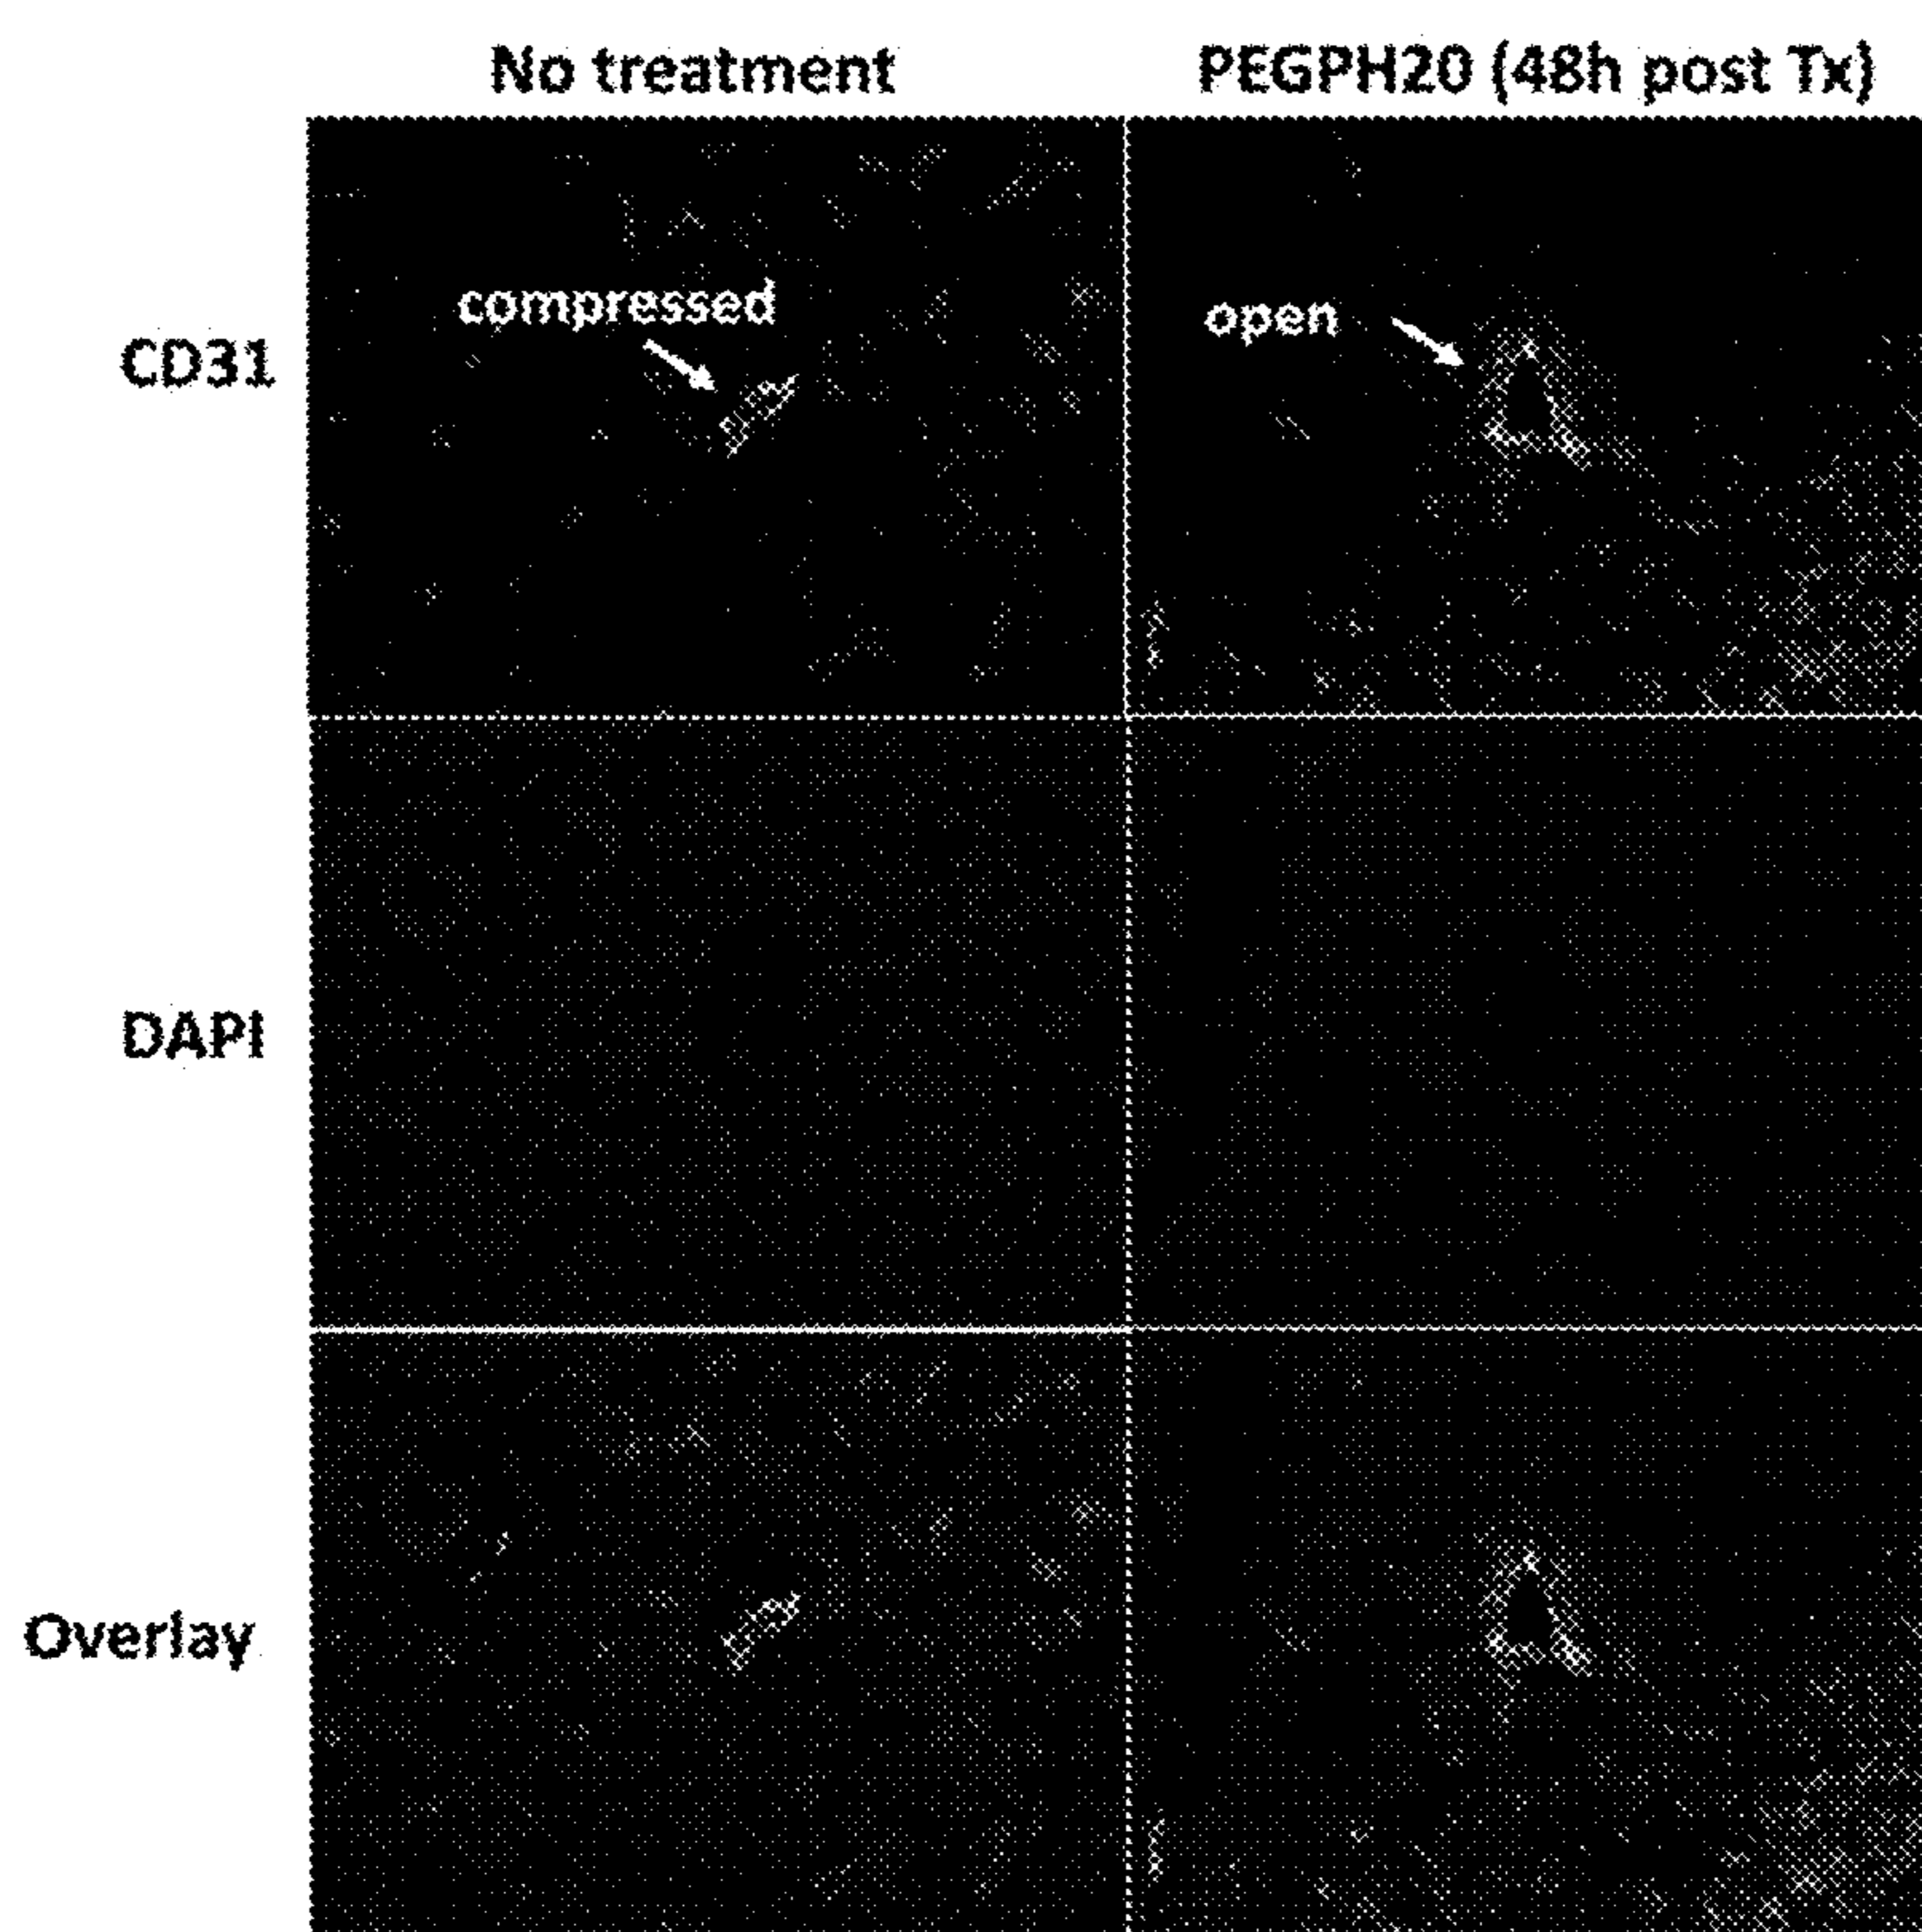 No treatment
PEGPH20 (48h post Tx)
CD31
compressed
open
DAPI
Overlay